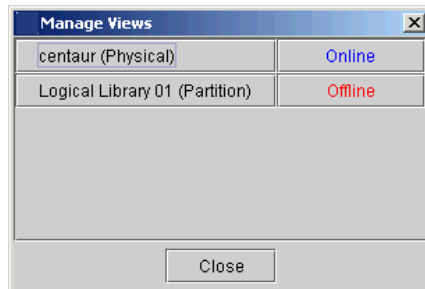 Manage Views
centaur (Physical) Online
Logical Library 01 (Partition) Offline
Close